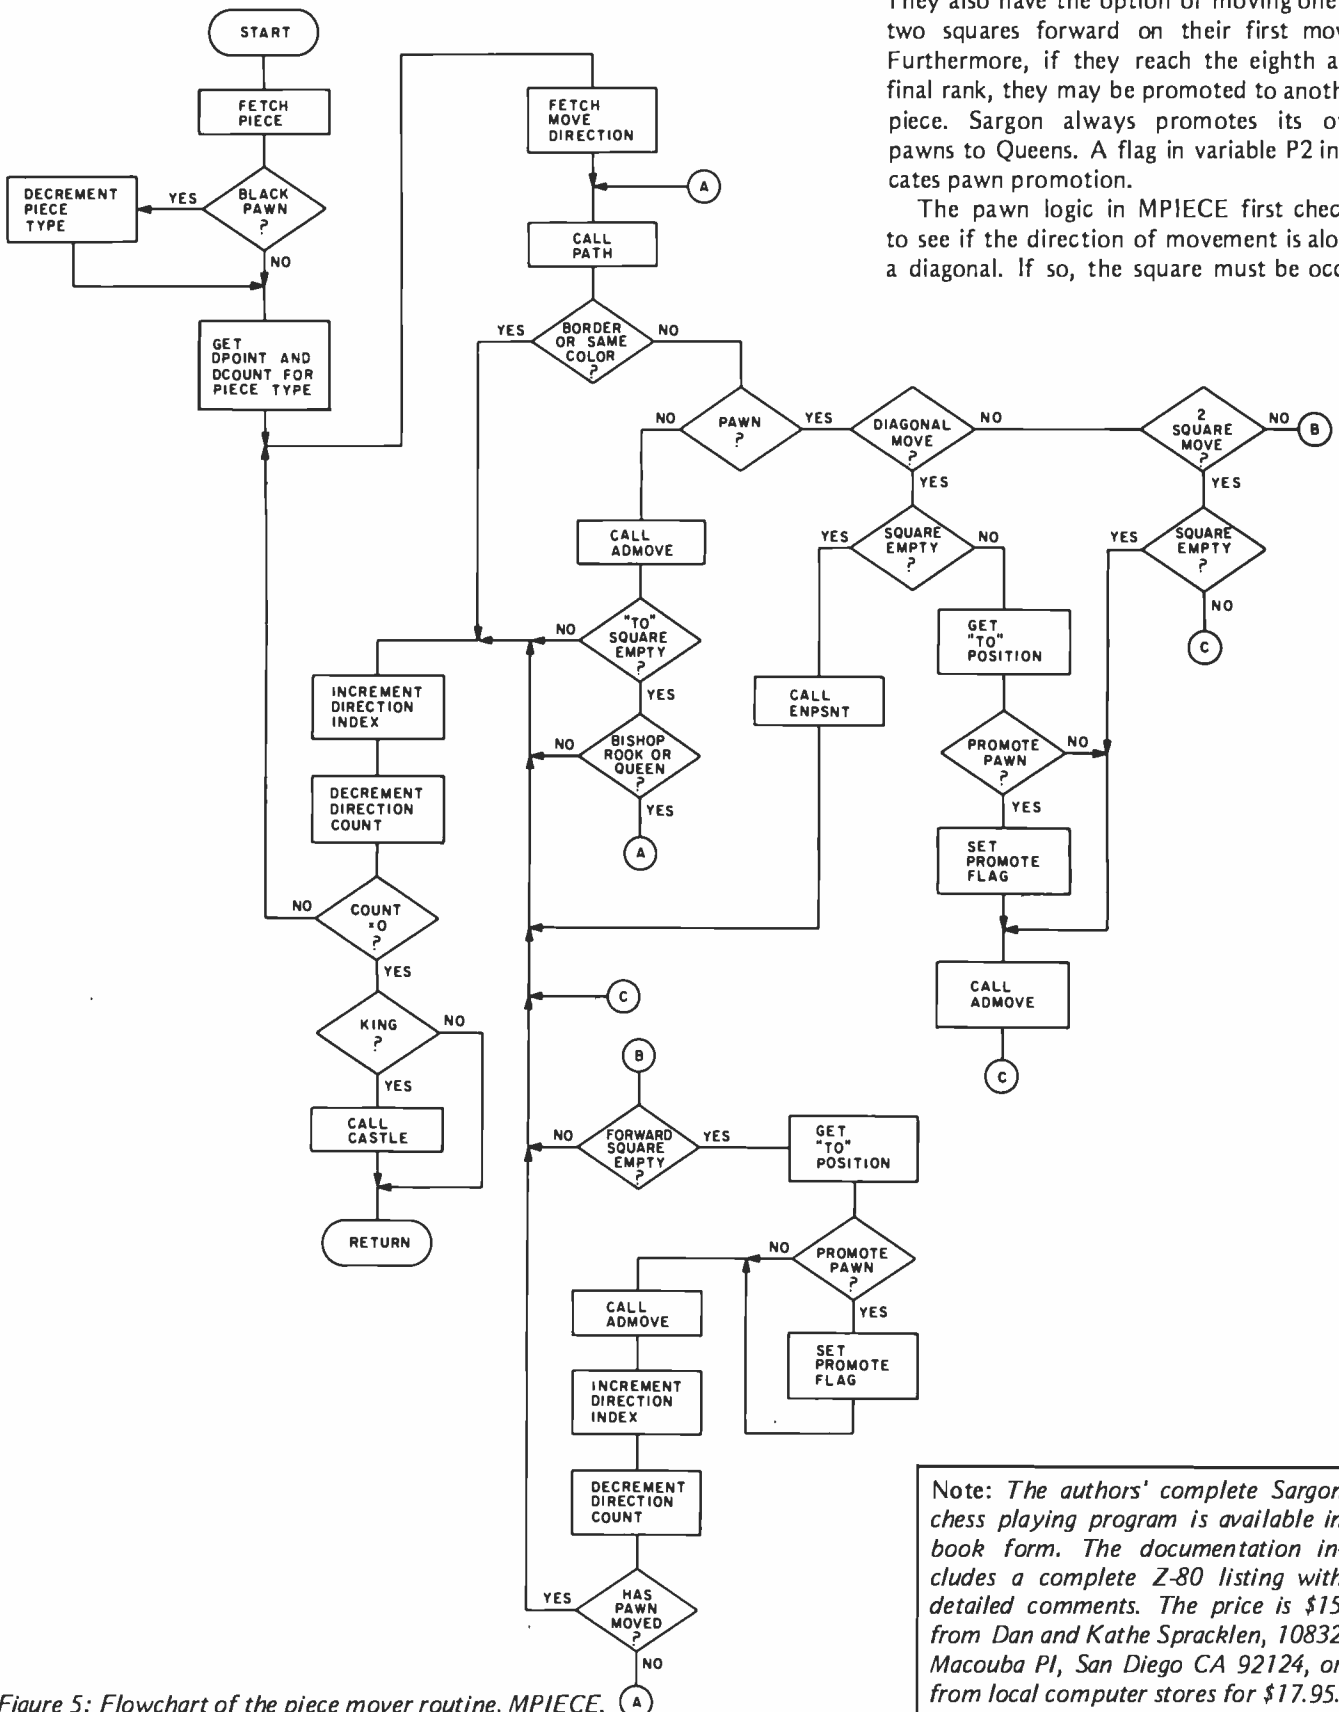 START
FETCH
PIECE
BLACK
PAWN
?
YES
NO
DECREMENT
PIECE
TYPE
GET
DPOINT AND
DCOUNT FOR
PIECE TYPE
FETCH
MOVE
DIRECTION
A
CALL
PATH
BORDER
OR SAME
COLOR
?
YES
NO
PAWN
?
NO
YES
DIAGONAL
MOVE
?
NO
YES
2
SQUARE
MOVE
?
NO
B
YES
CALL
ADMOVE
SQUARE
EMPTY
?
YES
NO
SQUARE
EMPTY
?
YES
NO
C
"TO"
SQUARE
EMPTY
?
NO
YES
GET
"TO"
POSITION
INCREMENT
DIRECTION
INDEX
BISHOP
ROOK OR
QUEEN
?
NO
YES
A
CALL
ENPSNT
PROMOTE
PAWN
?
NO
YES
DECREMENT
DIRECTION
COUNT
SET
PROMOTE
FLAG
COUNT
=0
?
NO
YES
CALL
ADMOVE
C
C
KING
?
NO
YES
CALL
CASTLE
RETURN
B
FORWARD
SQUARE
EMPTY
?
NO
YES
GET
"TO"
POSITION
PROMOTE
PAWN
?
NO
YES
SET
PROMOTE
FLAG
CALL
ADMOVE
INCREMENT
DIRECTION
INDEX
DECREMENT
DIRECTION
COUNT
HAS
PAWN
MOVED
?
YES
NO
A
Figure 5: Flowchart of the piece mover routine, MPIECE.
They also have the option of moving one
two squares forward on their first mov
Furthermore, if they reach the eighth a
final rank, they may be promoted to anoth
piece. Sargon always promotes its o
pawns to Queens. A flag in variable P2 in
cates pawn promotion.
The pawn logic in MPIECE first chec
to see if the direction of movement is alo
a diagonal. If so, the square must be occ
Note: The authors' complete Sargon
chess playing program is available in
book form. The documentation in-
cludes a complete Z-80 listing with
detailed comments. The price is $15
from Dan and Kathe Spracklen, 10832
Macouba Pl, San Diego CA 92124, or
from local computer stores for $17.95.